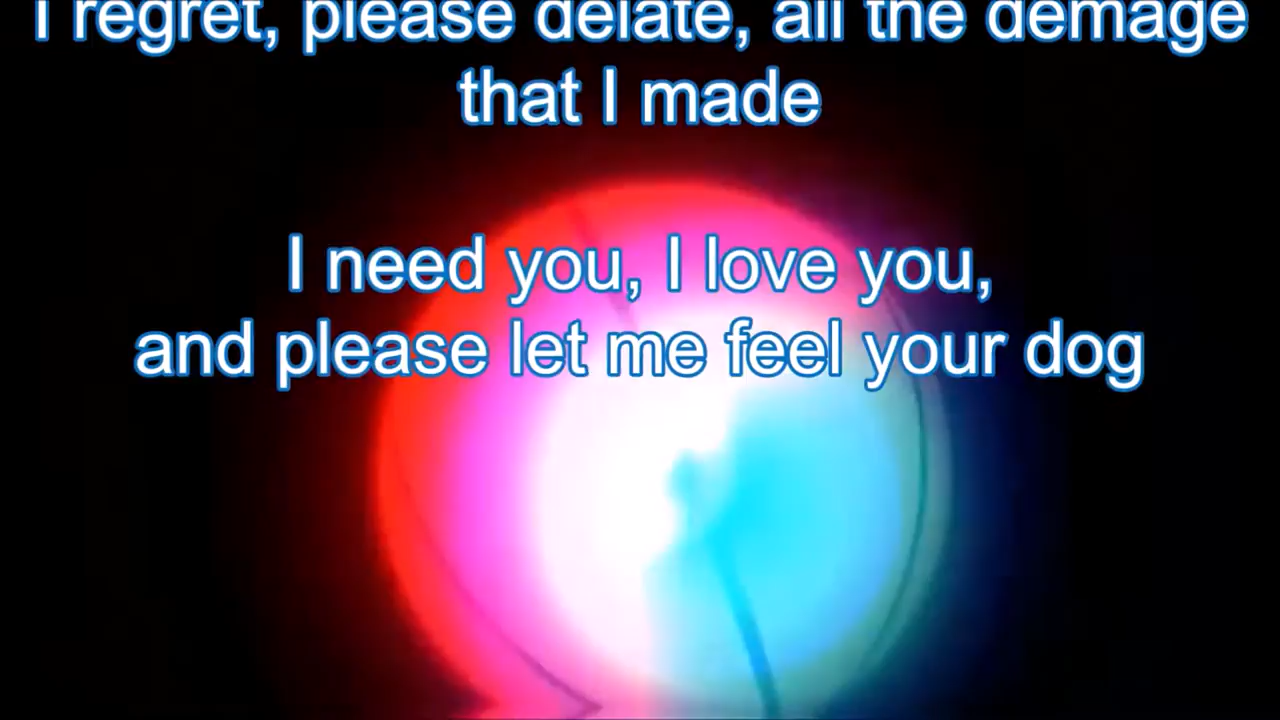 I regret, please delate, all the demage
that I made
I need you, I love you,
and please let me feel your dog